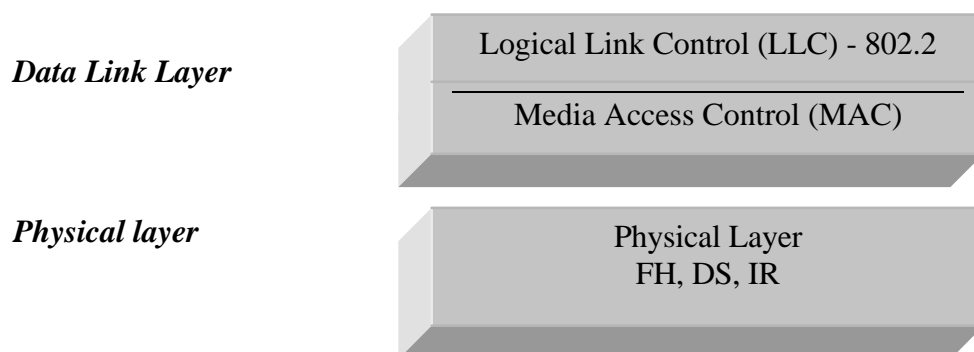 Data Link Layer
Logical Link Control (LLC) - 802.2
Media Access Control (MAC)
Physical layer
Physical Layer
FH, DS, IR